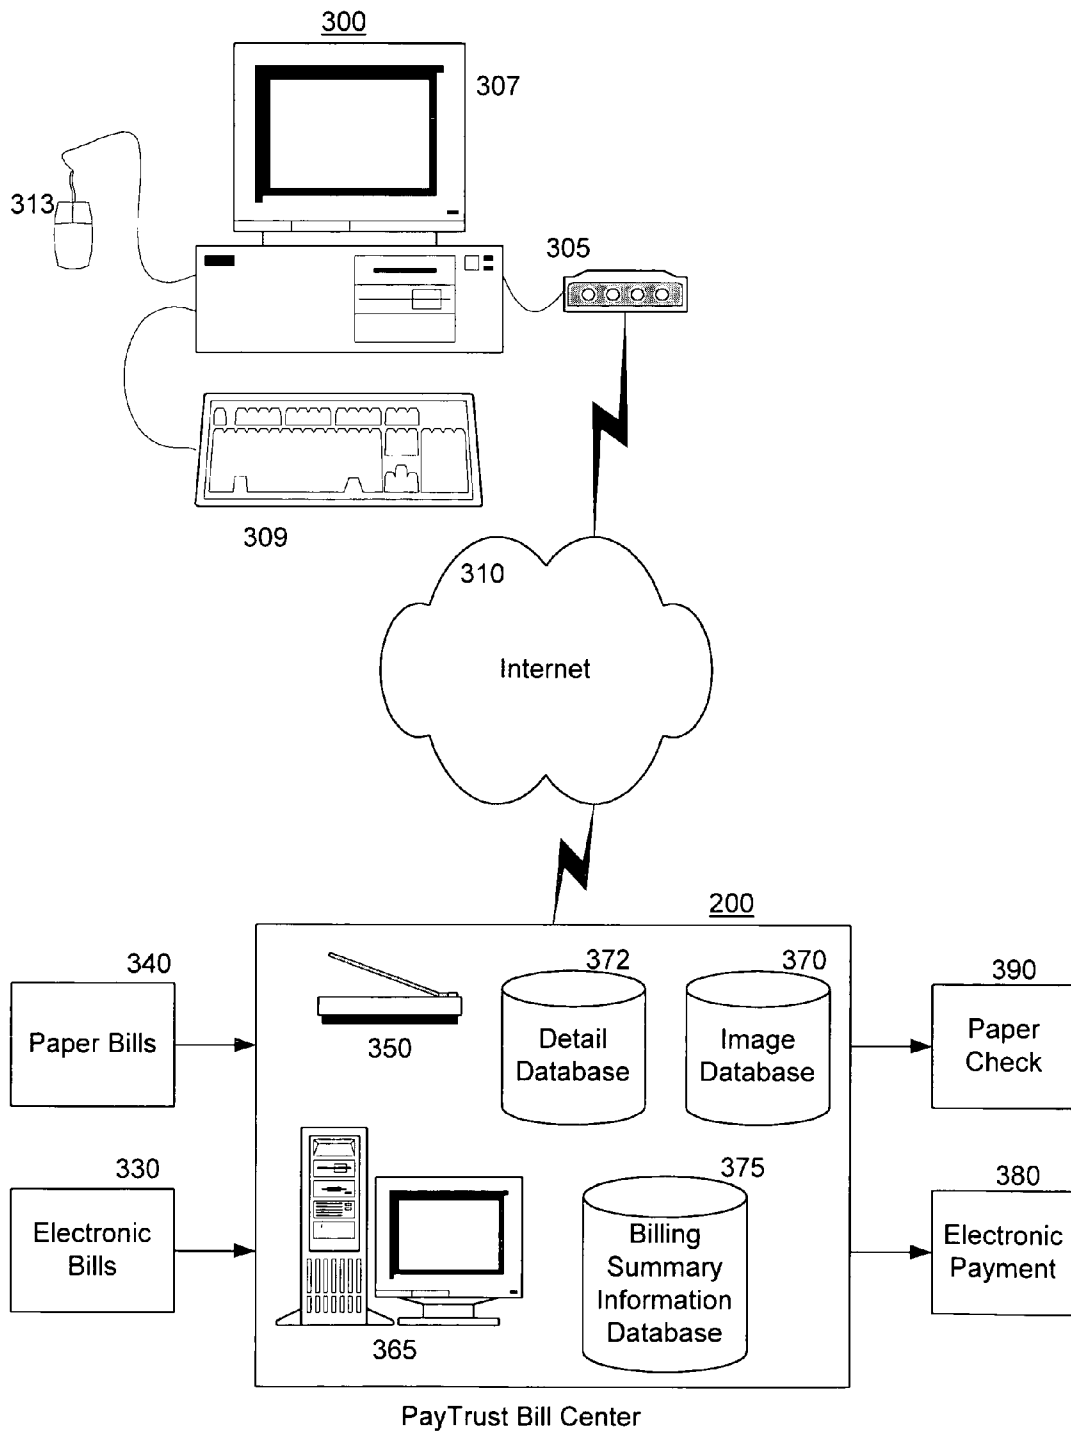 300
307
313
305
309
310
Internet
200
340
372
370
390
Paper Bills
350
Detail
Database
Image
Database
Paper
Check
330
375
380
Electronic
Bills
365
Billing
Summary
Information
Database
Electronic
Payment
PayTrust Bill Center